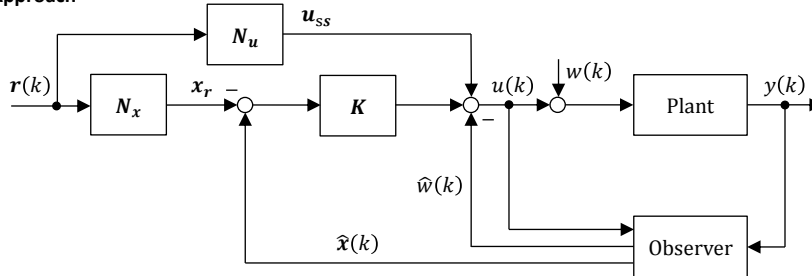 approach
u_ss
N_u
r(k)
x_r
−
u(k)
w(k)
y(k)
N_x
K
Plant
−
ŵ(k)
x̂(k)
Observer